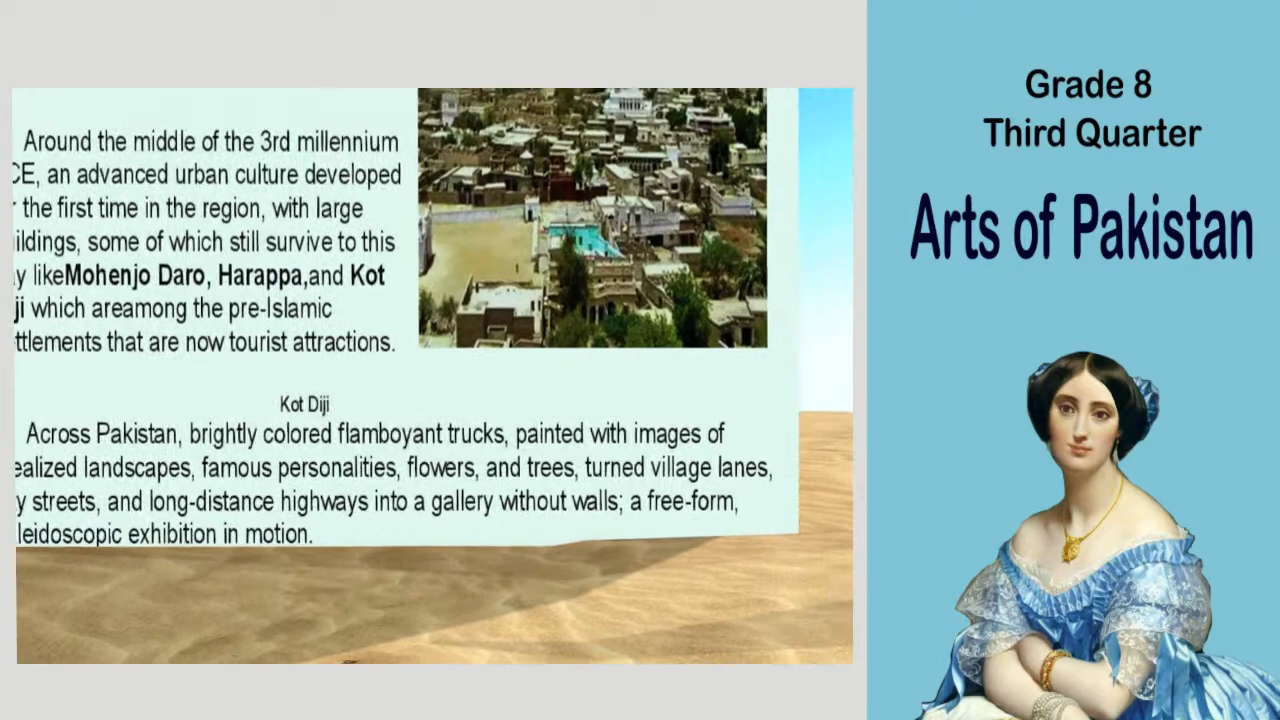 Around the middle of the 3rd millennium
CE, an advanced urban culture developed
the first time in the region, with large
ildings, some of which still survive to this
y likeMohenjo Daro, Harappa,and Kot
ji which areamong the pre-Islamic
ttlements that are now tourist attractions.
Kot Diji
Across Pakistan, brightly colored flamboyant trucks, painted with images of
ealized landscapes, famous personalities, flowers, and trees, turned village lanes,
y streets, and long-distance highways into a gallery without walls; a free-form,
leidoscopic exhibition in motion.
Grade 8
Third Quarter
Arts of Pakistan